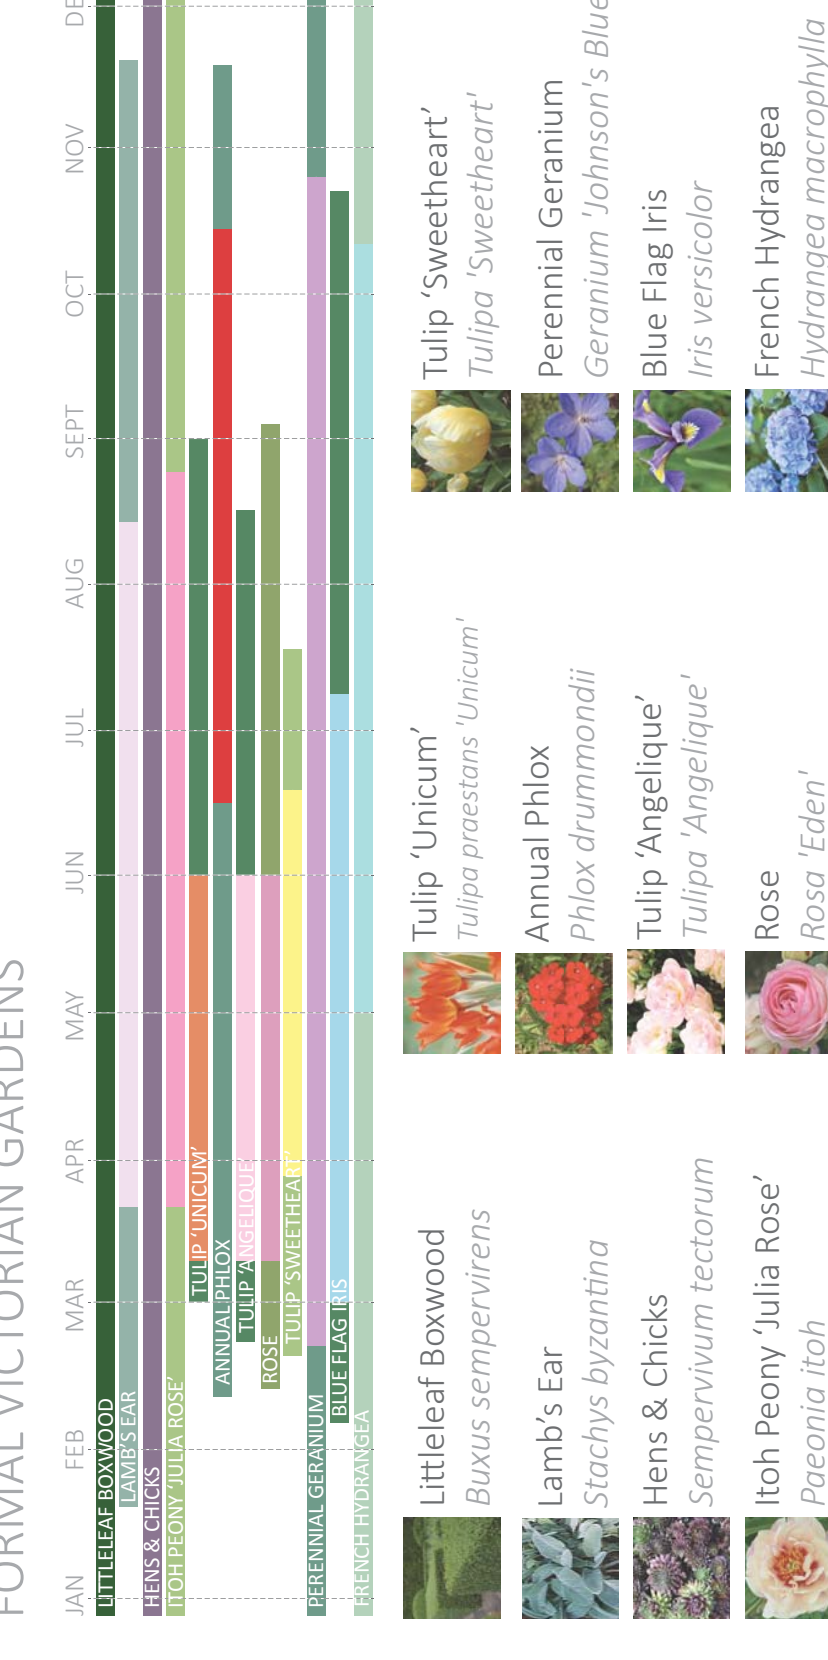 FORMAL VICTORIAN GARDENS
JAN FEB MAR APR MAY JUN JUL AUG SEPT OCT NOV DE
LITTLELEAF BOXWOOD
LAMB'S EAR
HENS & CHICKS
ITOH PEONY 'JULIA ROSE'
TULIP 'UNICUM'
ANNUAL PHLOX
TULIP 'ANGELIQUE'
ROSE
TULIP 'SWEETHEART'
PERENNIAL GERANIUM
BLUE FLAG IRIS
FRENCH HYDRANGEA
Littleleaf Boxwood
Buxus sempervirens
Lamb's Ear
Stachys byzantina
Hens & Chicks
Sempervivum tectorum
Itoh Peony ‘Julia Rose’
Paeonia itoh
Tulip ‘Unicum’
Tulipa praestans 'Unicum'
Annual Phlox
Phlox drummondii
Tulip ‘Angelique’
Tulipa 'Angelique'
Rose
Rosa 'Eden'
Tulip ‘Sweetheart’
Tulipa 'Sweetheart'
Perennial Geranium
Geranium 'Johnson's Blue
Blue Flag Iris
Iris versicolor
French Hydrangea
Hydrangea macrophylla